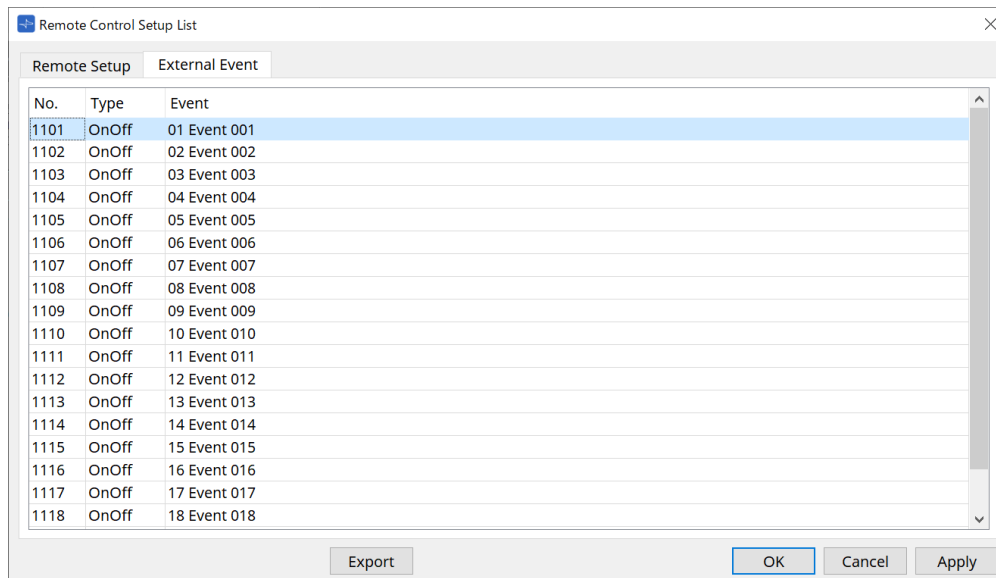 Remote Control Setup List
Remote Setup External Event
No. Type Event
1101 OnOff 01 Event 001
1102 OnOff 02 Event 002
1103 OnOff 03 Event 003
1104 OnOff 04 Event 004
1105 OnOff 05 Event 005
1106 OnOff 06 Event 006
1107 OnOff 07 Event 007
1108 OnOff 08 Event 008
1109 OnOff 09 Event 009
1110 OnOff 10 Event 010
1111 OnOff 11 Event 011
1112 OnOff 12 Event 012
1113 OnOff 13 Event 013
1114 OnOff 14 Event 014
1115 OnOff 15 Event 015
1116 OnOff 16 Event 016
1117 OnOff 17 Event 017
1118 OnOff 18 Event 018
Export OK Cancel Apply